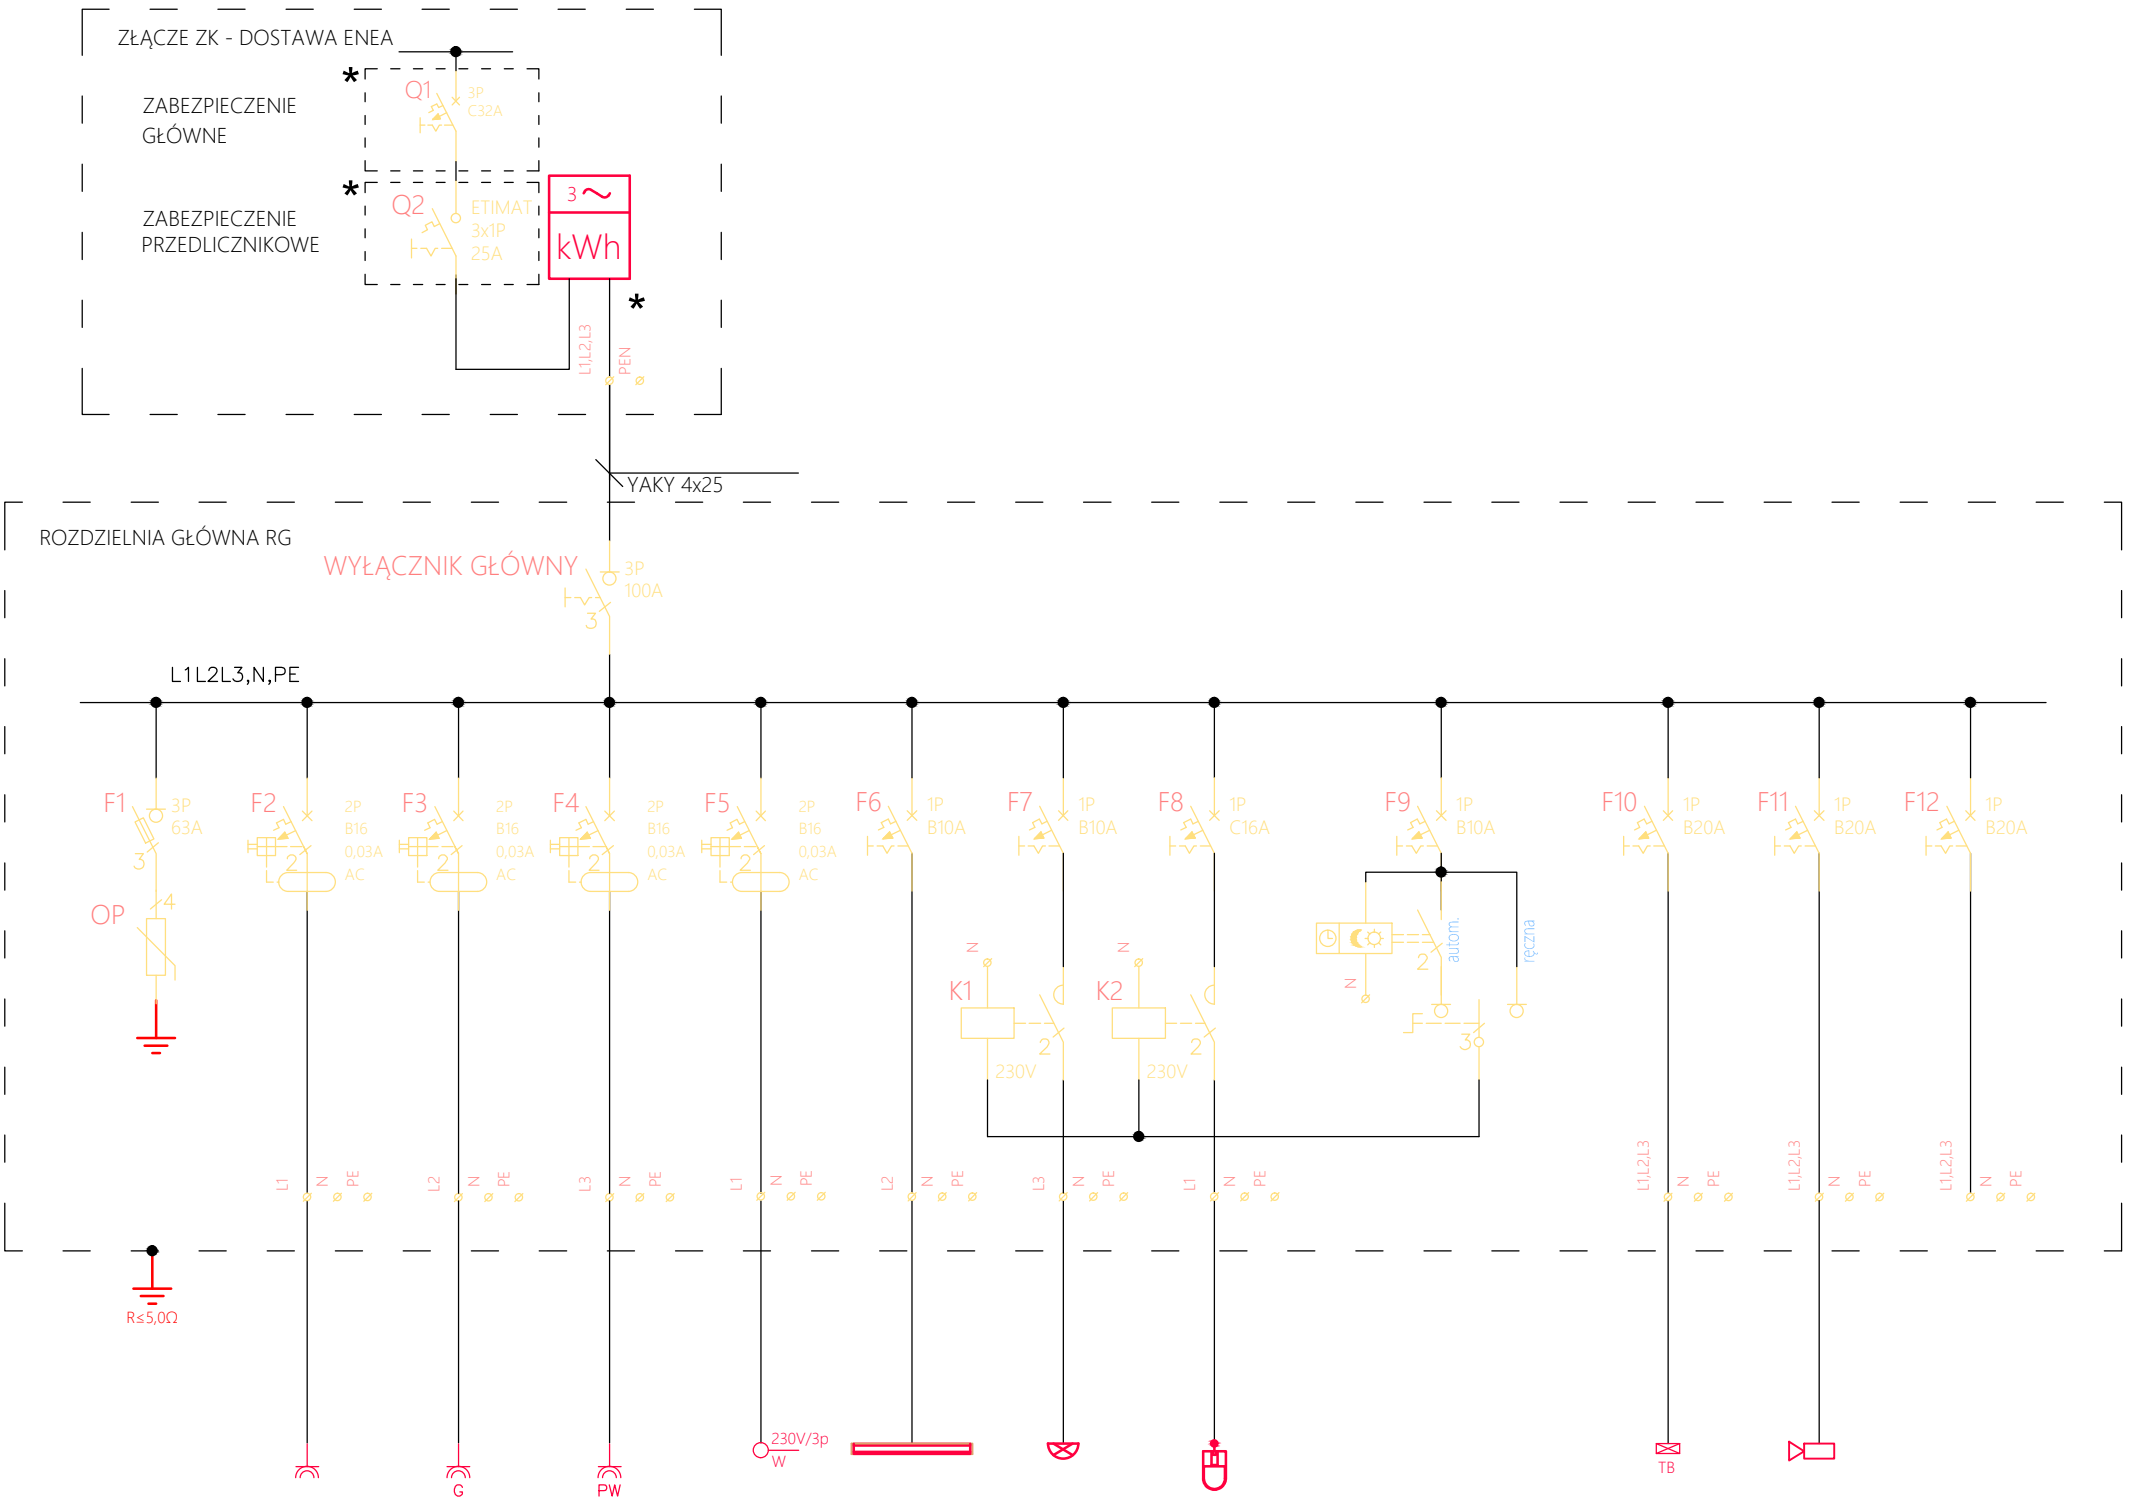 ZŁĄCZE ZK - DOSTAWA ENEA
*
Q1
3P
C32A
ZABEZPIECZENIE
GŁÓWNE
*
Q2
ETIMAT
3x1P
25A
3
kWh
ZABEZPIECZENIE
PRZEDLICZNIKOWE
*
L1,L2,L3
PEN
YAKY 4x25
ROZDZIELNIA GŁÓWNA RG
WYŁĄCZNIK GŁÓWNY
3P
100A
3
L1L2L3,N,PE
F1
3P
63A
3
OP
4
F2
2P
B16
0,03A
AC
2
F3
2P
B16
0,03A
AC
2
F4
2P
B16
0,03A
AC
2
F5
2P
B16
0,03A
AC
2
F6
1P
B10A
F7
1P
B10A
F8
1P
C16A
F9
1P
B10A
F10
1P
B20A
F11
1P
B20A
F12
1P
B20A
N
K1
2
230V
N
K2
2
230V
N
2
autom.
ręczna
3
L1 N PE
L2 N PE
L3 N PE
L1 N PE
L2 N PE
L3 N PE
L1 N PE
L1,L2,L3 N PE
L1,L2,L3 N PE
L1,L2,L3 N PE
R≤5,0Ω
G
PW
230V/3p
W
TB